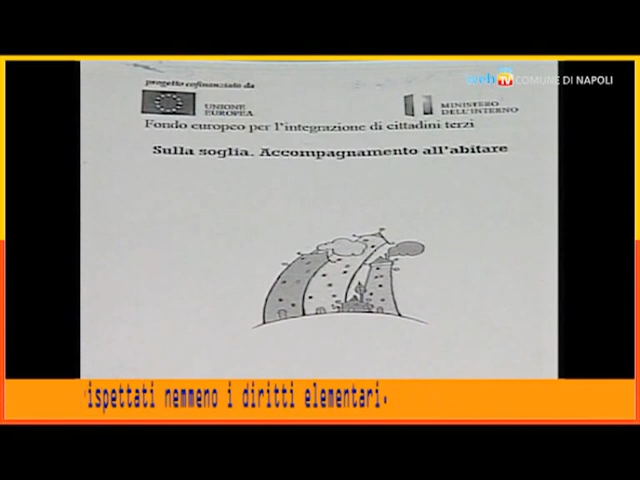 web TV COMUNE DI NAPOLI
progetto cofinanziato da
UNIONE
EUROPEA
MINISTERO
DELL'INTERNO
Fondo europeo per l'integrazione di cittadini terzi
Sulla soglia. Accompagnamento all'abitare
nemmeno i diritti elementari